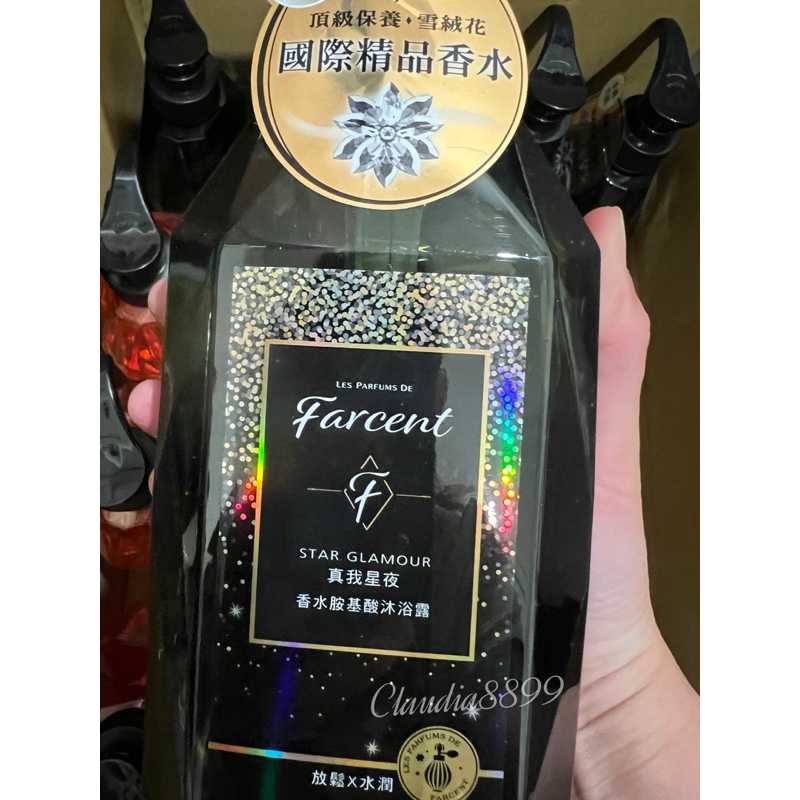 頂級保養•雪絨花
國際精品香水
LES PARFUMS DE
Farcent
F
STAR GLAMOUR
真我星夜
香水胺基酸沐浴露
Claudia8899
放鬆X水潤
LES PARFUMS DE
FARCENT